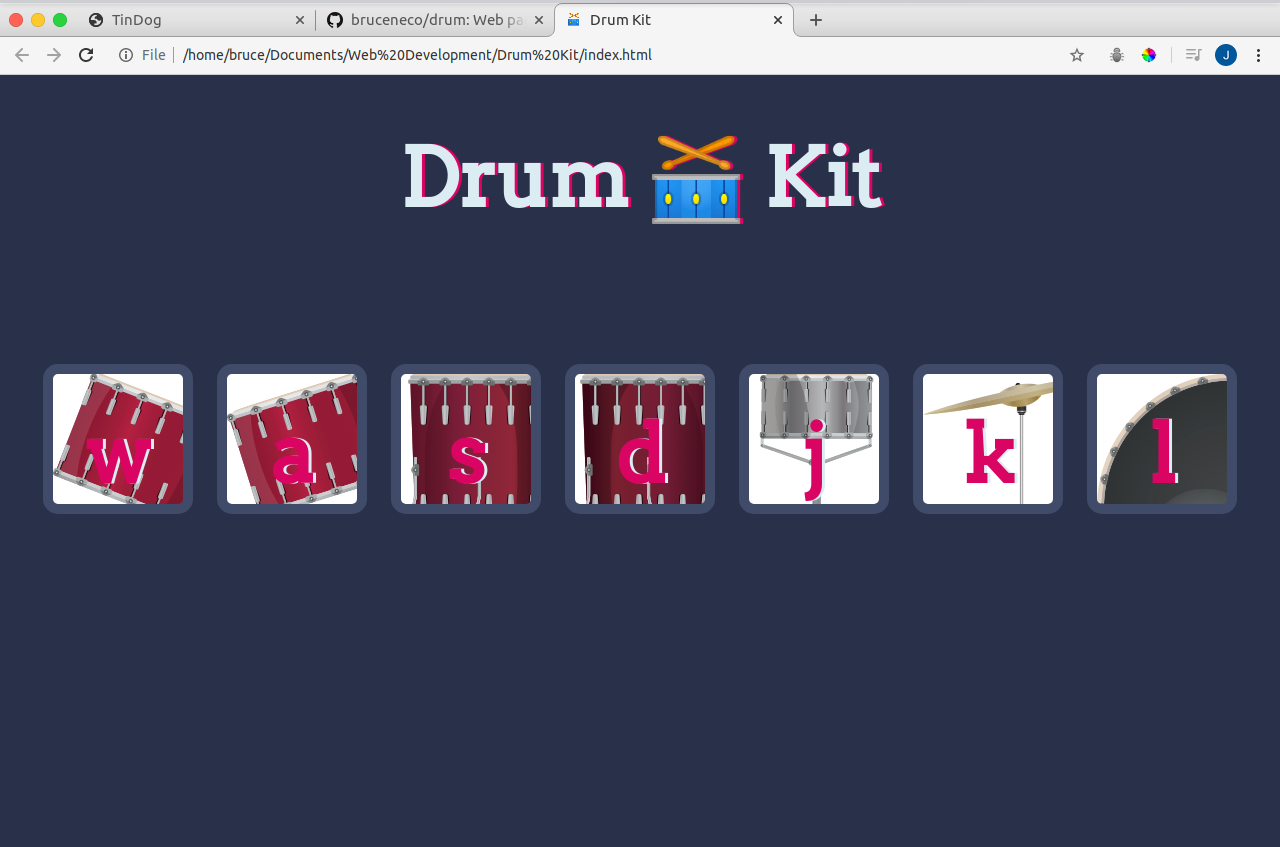 TinDog
bruceneco/drum: Web pa
Drum Kit
File
/home/bruce/Documents/Web%20Development/Drum%20Kit/index.html
J
Drum 🥁 Kit
w a s d j k l